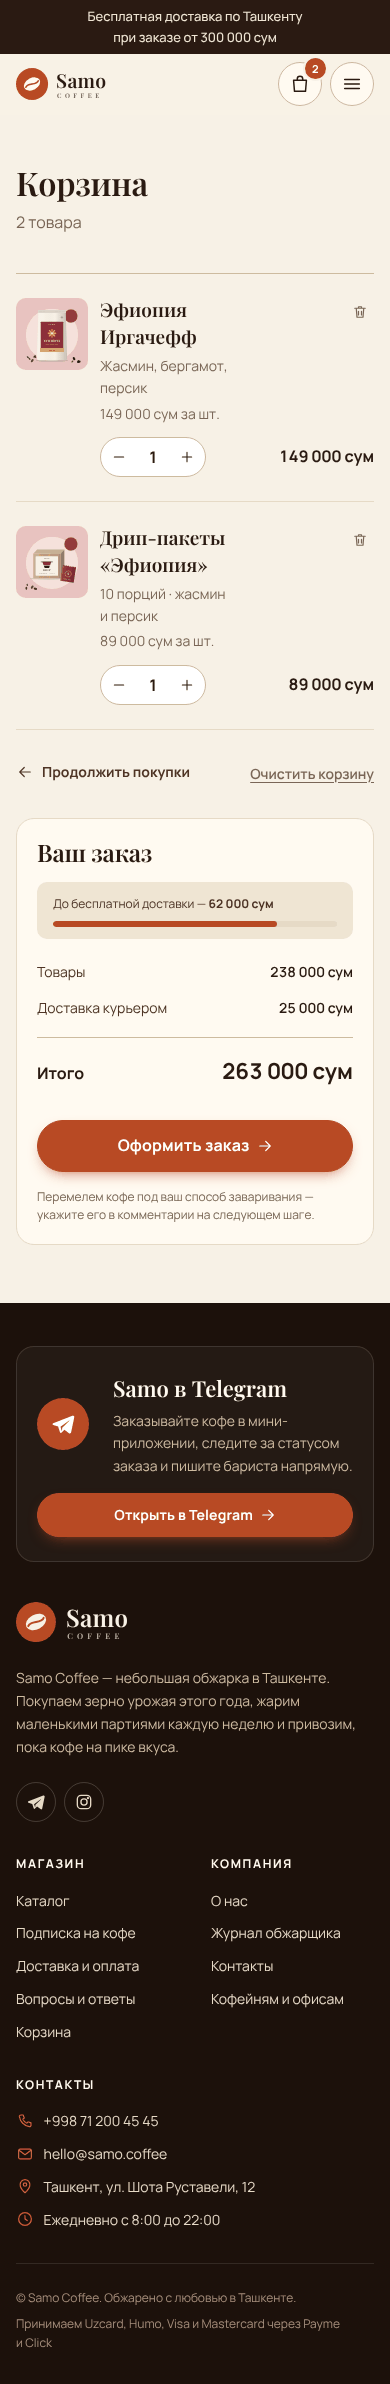 Бесплатная доставка по Ташкенту
при заказе от 300 000 сум
Samo
COFFEE
2
Корзина
2 товара
Эфиопия
Иргачефф
Жасмин, бергамот,
персик
149 000 сум за шт.
1
149 000 сум
Дрип-пакеты
«Эфиопия»
10 порций · жасмин
и персик
89 000 сум за шт.
1
89 000 сум
Продолжить покупки
Очистить корзину
Ваш заказ
До бесплатной доставки — 62 000 сум
Товары
238 000 сум
Доставка курьером
25 000 сум
Итого
263 000 сум
Оформить заказ
Перемелем кофе под ваш способ заваривания —
укажите его в комментарии на следующем шаге.
Samo в Telegram
Заказывайте кофе в мини-
приложении, следите за статусом
заказа и пишите бариста напрямую.
Открыть в Telegram
Samo
COFFEE
Samo Coffee — небольшая обжарка в Ташкенте.
Покупаем зерно урожая этого года, жарим
маленькими партиями каждую неделю и привозим,
пока кофе на пике вкуса.
МАГАЗИН
Каталог
Подписка на кофе
Доставка и оплата
Вопросы и ответы
Корзина
КОМПАНИЯ
О нас
Журнал обжарщика
Контакты
Кофейням и офисам
КОНТАКТЫ
+998 71 200 45 45
hello@samo.coffee
Ташкент, ул. Шота Руставели, 12
Ежедневно с 8:00 до 22:00
© Samo Coffee. Обжарено с любовью в Ташкенте.
Принимаем Uzcard, Humo, Visa и Mastercard через Payme
и Click